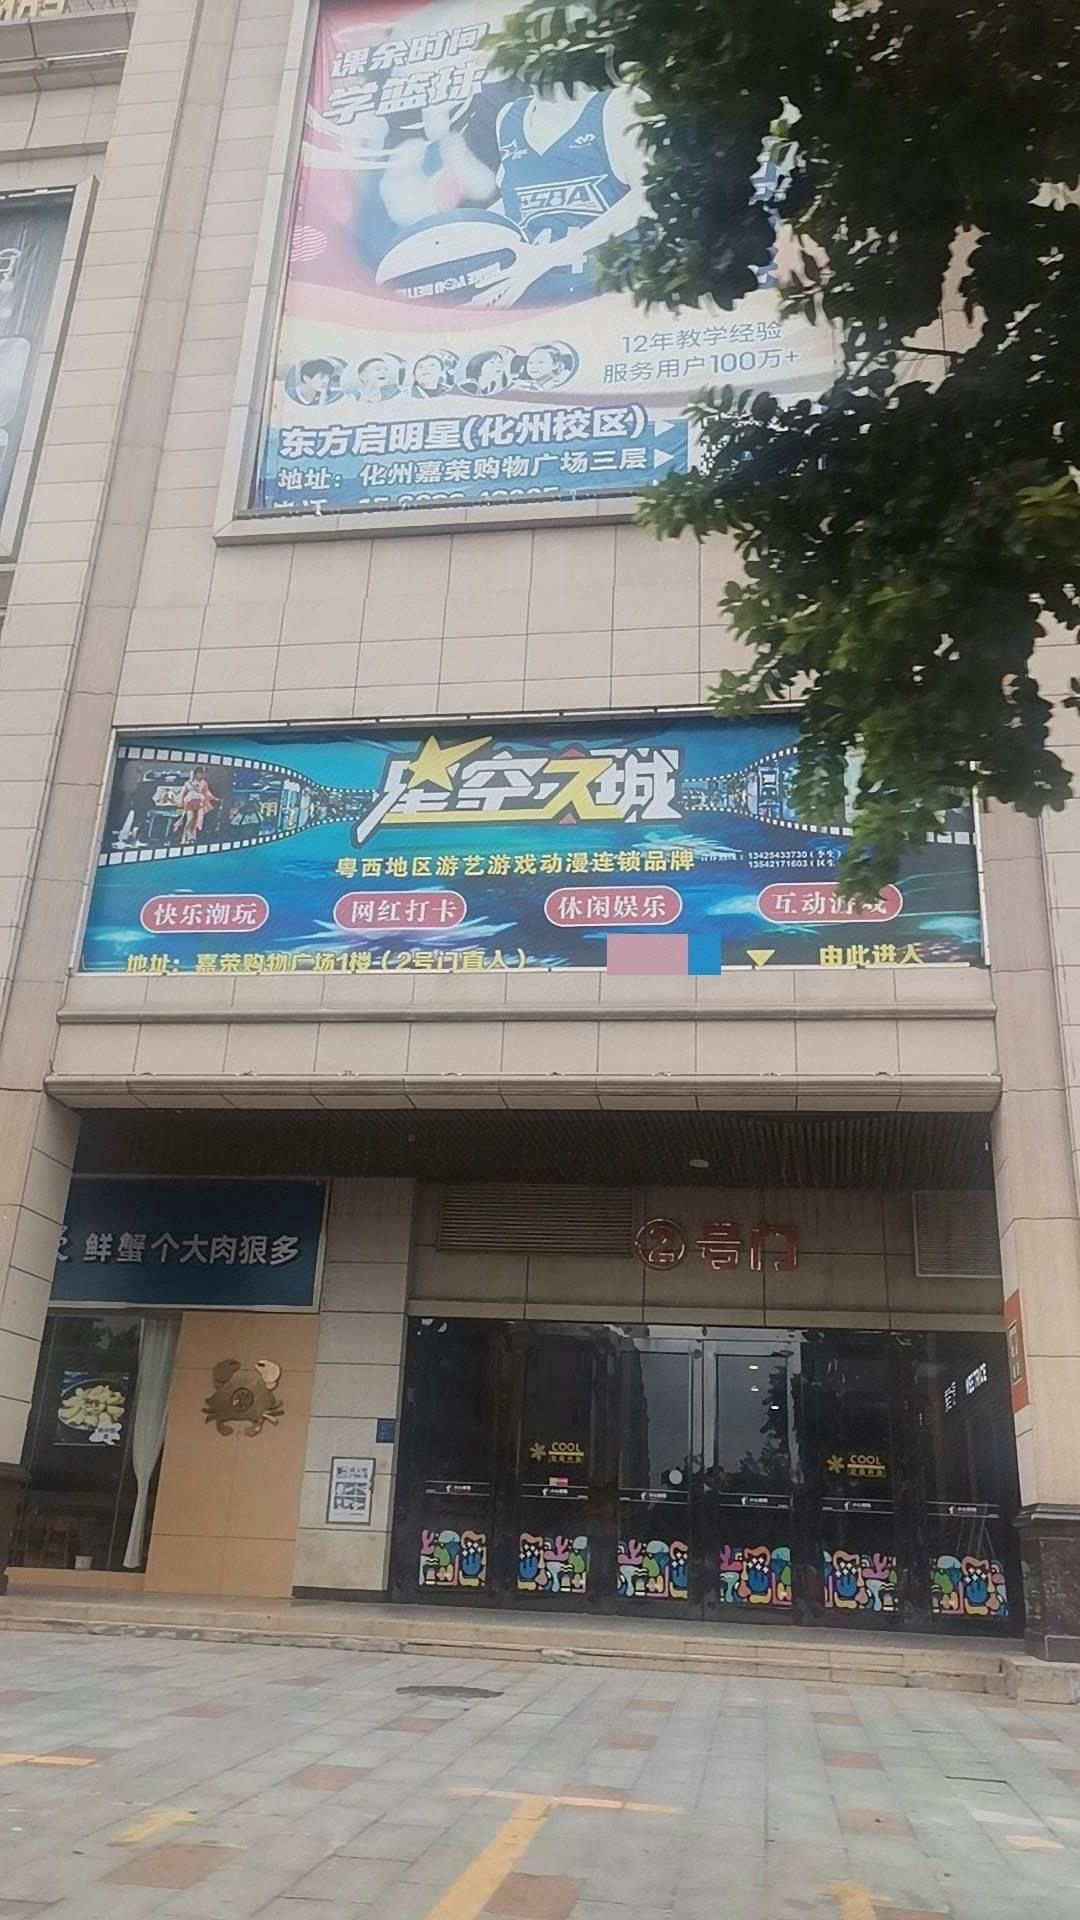 课余时间
学篮球
12年教学经验
服务用户100万+
东方启明星(化州校区)
地址：化州嘉荣购物广场三层
星空之城
粤西地区游艺游戏动漫连锁品牌
13425433730
13542171603
快乐潮玩
网红打卡
休闲娱乐
互动游戏
地址：嘉荣购物广场1楼（2号门直入）
由此进入
鲜蟹个大肉狠多
2号门
COOL
COOL